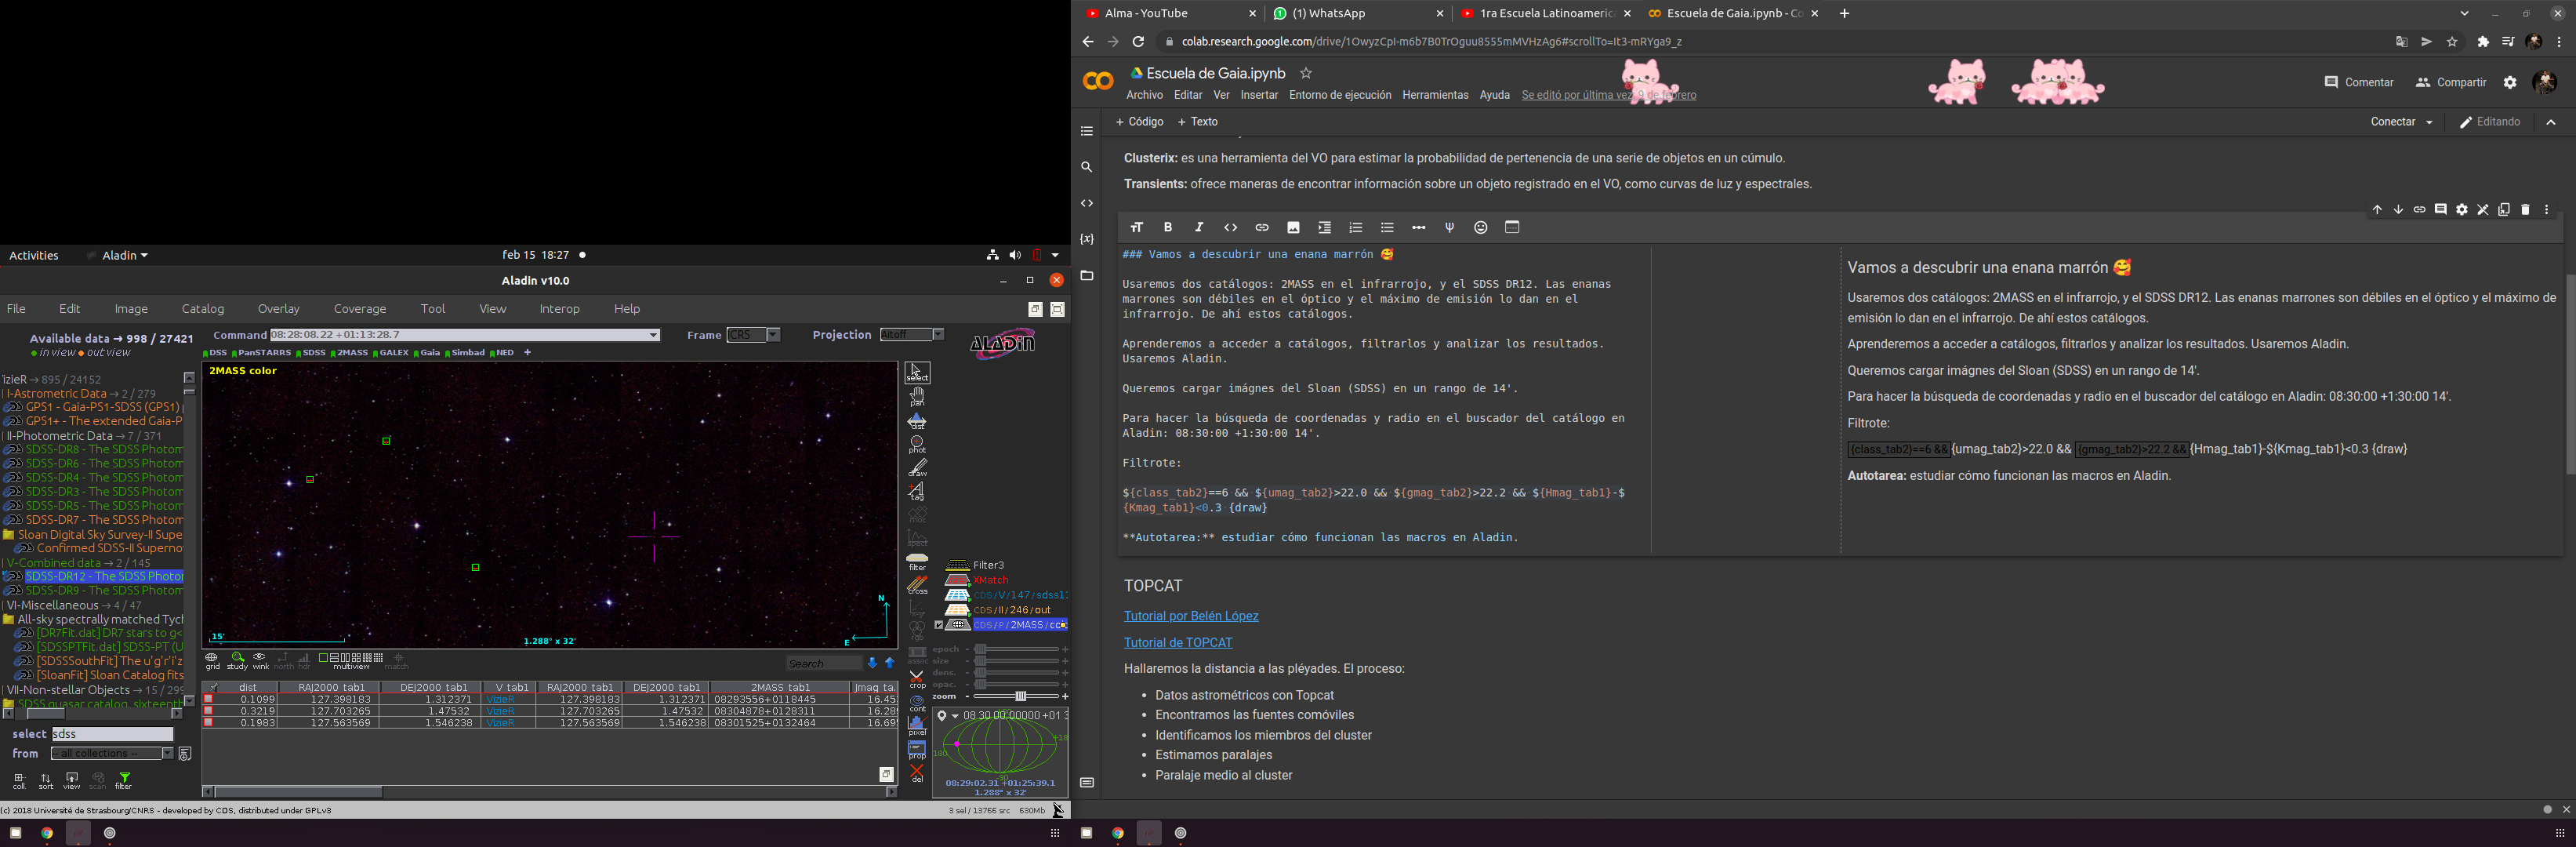 Activities
Aladin
feb 15 18:27
Aladin v10.0
File Edit Image Catalog Overlay Coverage Tool View Interop Help
Available data → 998 / 27421
in view out view
Command 08:28:08.22 +01:13:28.7
Frame ICRS
Projection Aitoff
ALADIN
DSS PanSTARRS SDSS 2MASS GALEX Gaia Simbad NED +
izieR → 895 / 24152
I-Astrometric Data → 2 / 279
GPS1 - Gaia-PS1-SDSS (GPS1)
GPS1+ - The extended Gaia-P
II-Photometric Data → 7 / 371
SDSS-DR8 - The SDSS Photom
SDSS-DR6 - The SDSS Photom
SDSS-DR4 - The SDSS Photom
SDSS-DR3 - The SDSS Photom
SDSS-DR5 - The SDSS Photom
SDSS-DR7 - The SDSS Photom
Sloan Digital Sky Survey-II Supe
Confirmed SDSS-II Superno
V-Combined data → 2 / 145
SDSS-DR12 - The SDSS Photo
SDSS-DR9 - The SDSS Photom
VI-Miscellaneous → 4 / 47
All-sky spectrally matched Tych
[DR7Fit.dat] DR7 stars to g<
[SDSSPTFit.dat] SDSS-PT (U
[SDSSSouthFit] The u'g'r'i'z
[SloanFit] Sloan Catalog fits
VII-Non-stellar Objects → 15 / 299
SDSS quasar catalog, sixteenth
select sdss
from -- all collections --
coll. sort view scan filter
2MASS color
15'
1.288° x 32'
N
E
select
pan
dist
phot
draw
tag
filter
cross
assoc
crop
cont
pixel
prop
del
Filter3
XMatch
CDS/V/147/sdss12
CDS/II/246/out
CDS/P/2MASS/co
epoch
size
dens.
opac.
zoom
grid study wink north hdr multiview match
Search
dist RAJ2000_tab1 DEJ2000_tab1 V_tab1 RAJ2000_tab1 DEJ2000_tab1 2MASS_tab1 Jmag_ta.
0.1099 127.398183 1.312371 VizieR 127.398183 1.312371 08293556+0118445 16.45
0.3219 127.703265 1.47532 VizieR 127.703265 1.47532 08304878+0128311 16.28
0.1983 127.563569 1.546238 VizieR 127.563569 1.546238 08301525+0132464 16.69
08 30 00.00000 +01 3
180
+18
-90
08:29:02.31 +01:25:39.1
1.288° x 32'
(c) 2018 Université de Strasbourg/CNRS - developed by CDS, distributed under GPLv3
3 sel / 13766 src 630Mb
Alma - YouTube
(1) WhatsApp
1ra Escuela Latinoameric
Escuela de Gaia.ipynb - Co
colab.research.google.com/drive/1OwyzCpI-m6b7B0TrOguu8555mMVHzAg6#scrollTo=It3-mRYga9_z
Escuela de Gaia.ipynb
Archivo Editar Ver Insertar Entorno de ejecución Herramientas Ayuda Se editó por última vez 9 de febrero
Comentar
Compartir
+ Código + Texto
Conectar
Editando
Clusterix: es una herramienta del VO para estimar la probabilidad de pertenencia de una serie de objetos en un cúmulo.
Transients: ofrece maneras de encontrar información sobre un objeto registrado en el VO, como curvas de luz y espectrales.
### Vamos a descubrir una enana marrón 🥰
Usaremos dos catálogos: 2MASS en el infrarrojo, y el SDSS DR12. Las enanas
marrones son débiles en el óptico y el máximo de emisión lo dan en el
infrarrojo. De ahí estos catálogos.
Aprenderemos a acceder a catálogos, filtrarlos y analizar los resultados.
Usaremos Aladin.
Queremos cargar imágnes del Sloan (SDSS) en un rango de 14'.
Para hacer la búsqueda de coordenadas y radio en el buscador del catálogo en
Aladin: 08:30:00 +1:30:00 14'.
Filtrote:
${class_tab2}==6 && ${umag_tab2}>22.0 && ${gmag_tab2}>22.2 && ${Hmag_tab1}-$
{Kmag_tab1}<0.3 {draw}
**Autotarea:** estudiar cómo funcionan las macros en Aladin.
Vamos a descubrir una enana marrón 🥰
Usaremos dos catálogos: 2MASS en el infrarrojo, y el SDSS DR12. Las enanas marrones son débiles en el óptico y el máximo de
emisión lo dan en el infrarrojo. De ahí estos catálogos.
Aprenderemos a acceder a catálogos, filtrarlos y analizar los resultados. Usaremos Aladin.
Queremos cargar imágnes del Sloan (SDSS) en un rango de 14'.
Para hacer la búsqueda de coordenadas y radio en el buscador del catálogo en Aladin: 08:30:00 +1:30:00 14'.
Filtrote:
{class_tab2}==6 && {umag_tab2}>22.0 && {gmag_tab2}>22.2 && {Hmag_tab1}-${Kmag_tab1}<0.3 {draw}
Autotarea: estudiar cómo funcionan las macros en Aladin.
TOPCAT
Tutorial por Belén López
Tutorial de TOPCAT
Hallaremos la distancia a las pléyades. El proceso:
• Datos astrométricos con Topcat
• Encontramos las fuentes comóviles
• Identificamos los miembros del cluster
• Estimamos paralajes
• Paralaje medio al cluster